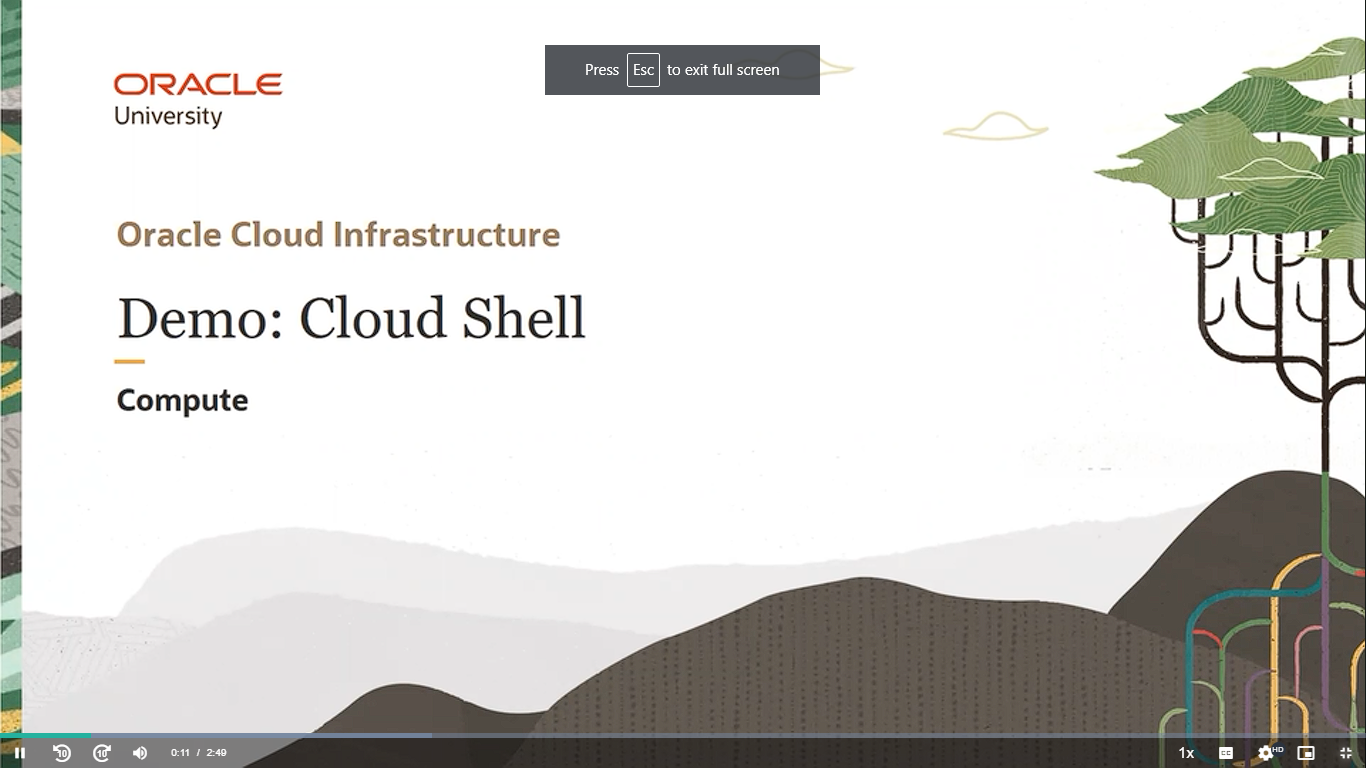 Press Esc to exit full screen
ORACLE
University
Oracle Cloud Infrastructure
Demo: Cloud Shell
Compute
10 10 0:11 / 2:49 1x CC HD